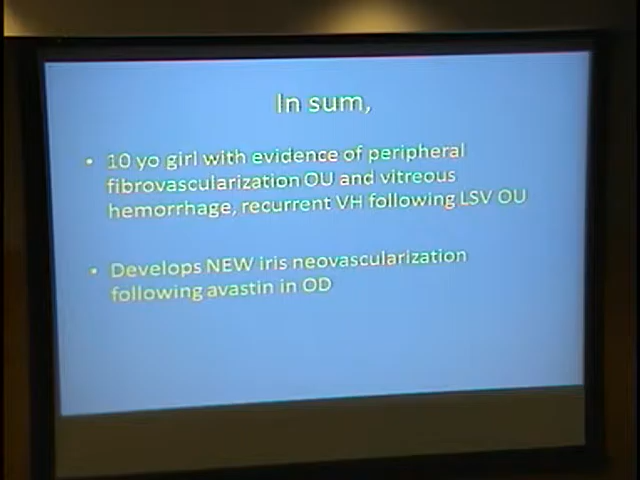 In sum,
• 10 yo girl with evidence of peripheral
fibrovascularization OU and vitreous
hemorrhage, recurrent VH following LSV OU
• Develops NEW iris neovascularization
following avastin in OD